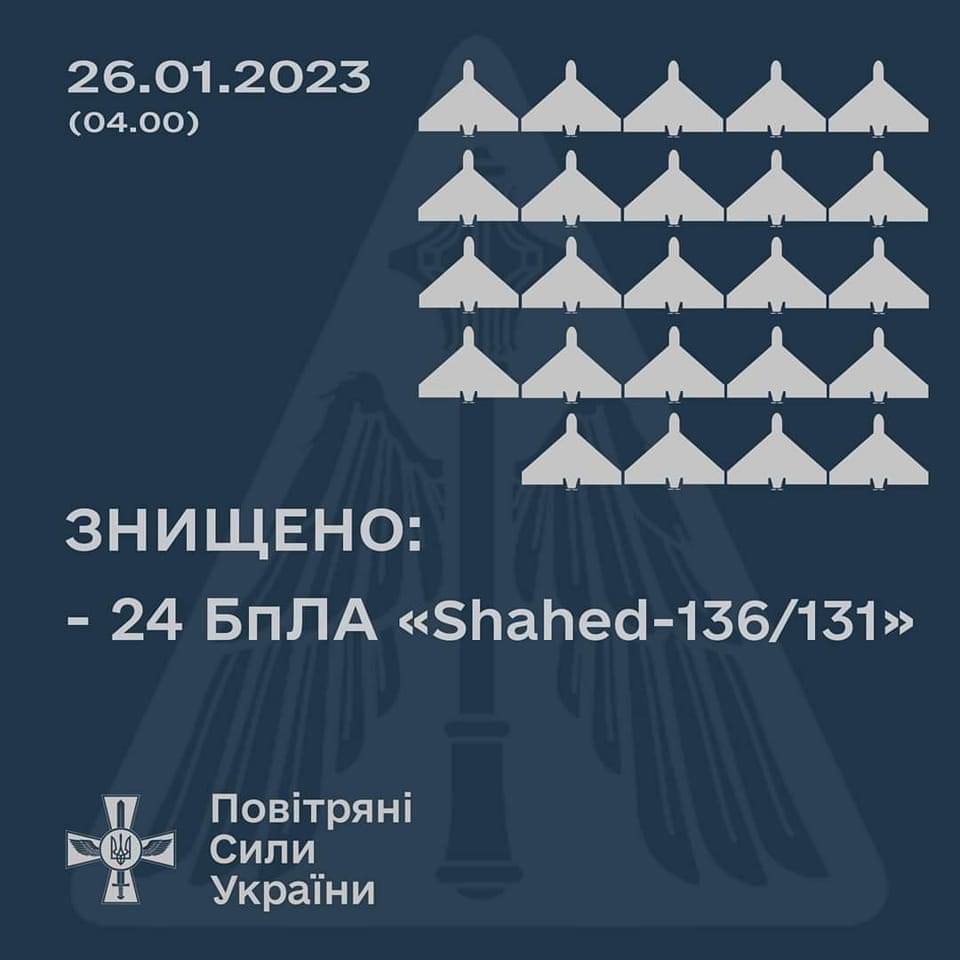 26.01.2023
(04.00)
ЗНИЩЕНО:
- 24 БпЛА «Shahed-136/131»
Повітряні
Сили
України